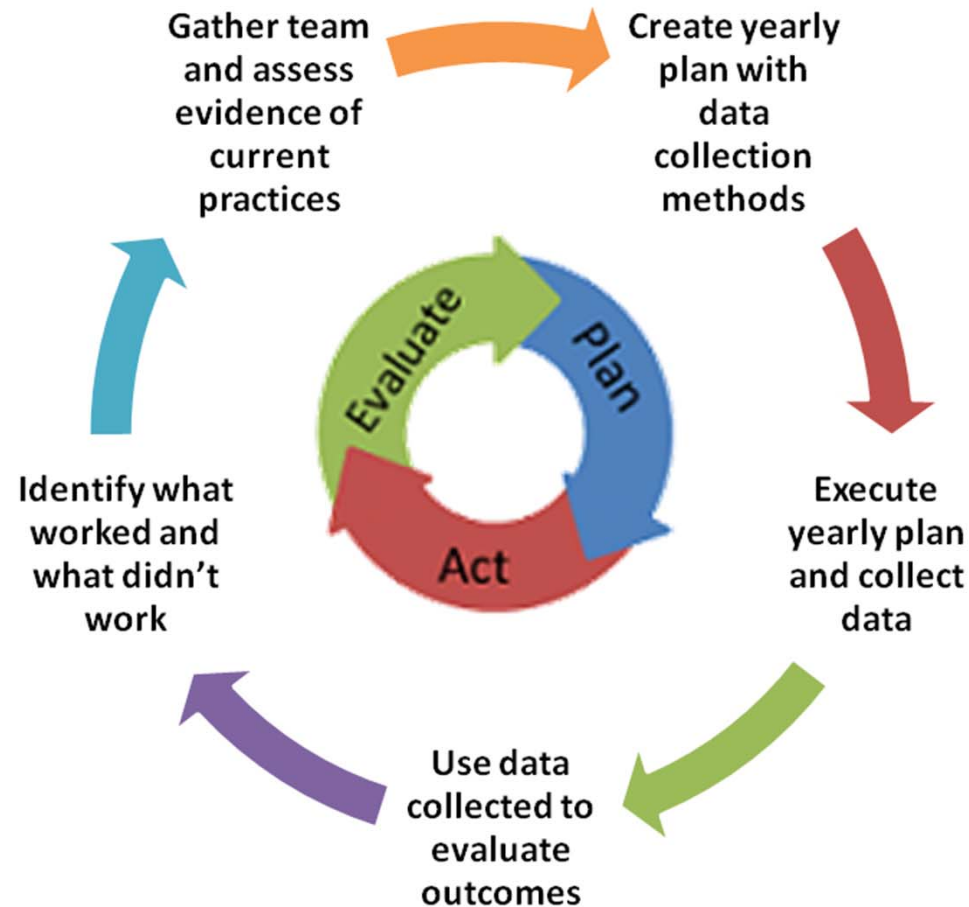 Gather team
and assess
evidence of
current
practices
Create yearly
plan with
data
collection
methods
Execute
yearly plan
and collect
data
Use data
collected to
evaluate
outcomes
Identify what
worked and
what didn't
work
Evaluate
Plan
Act